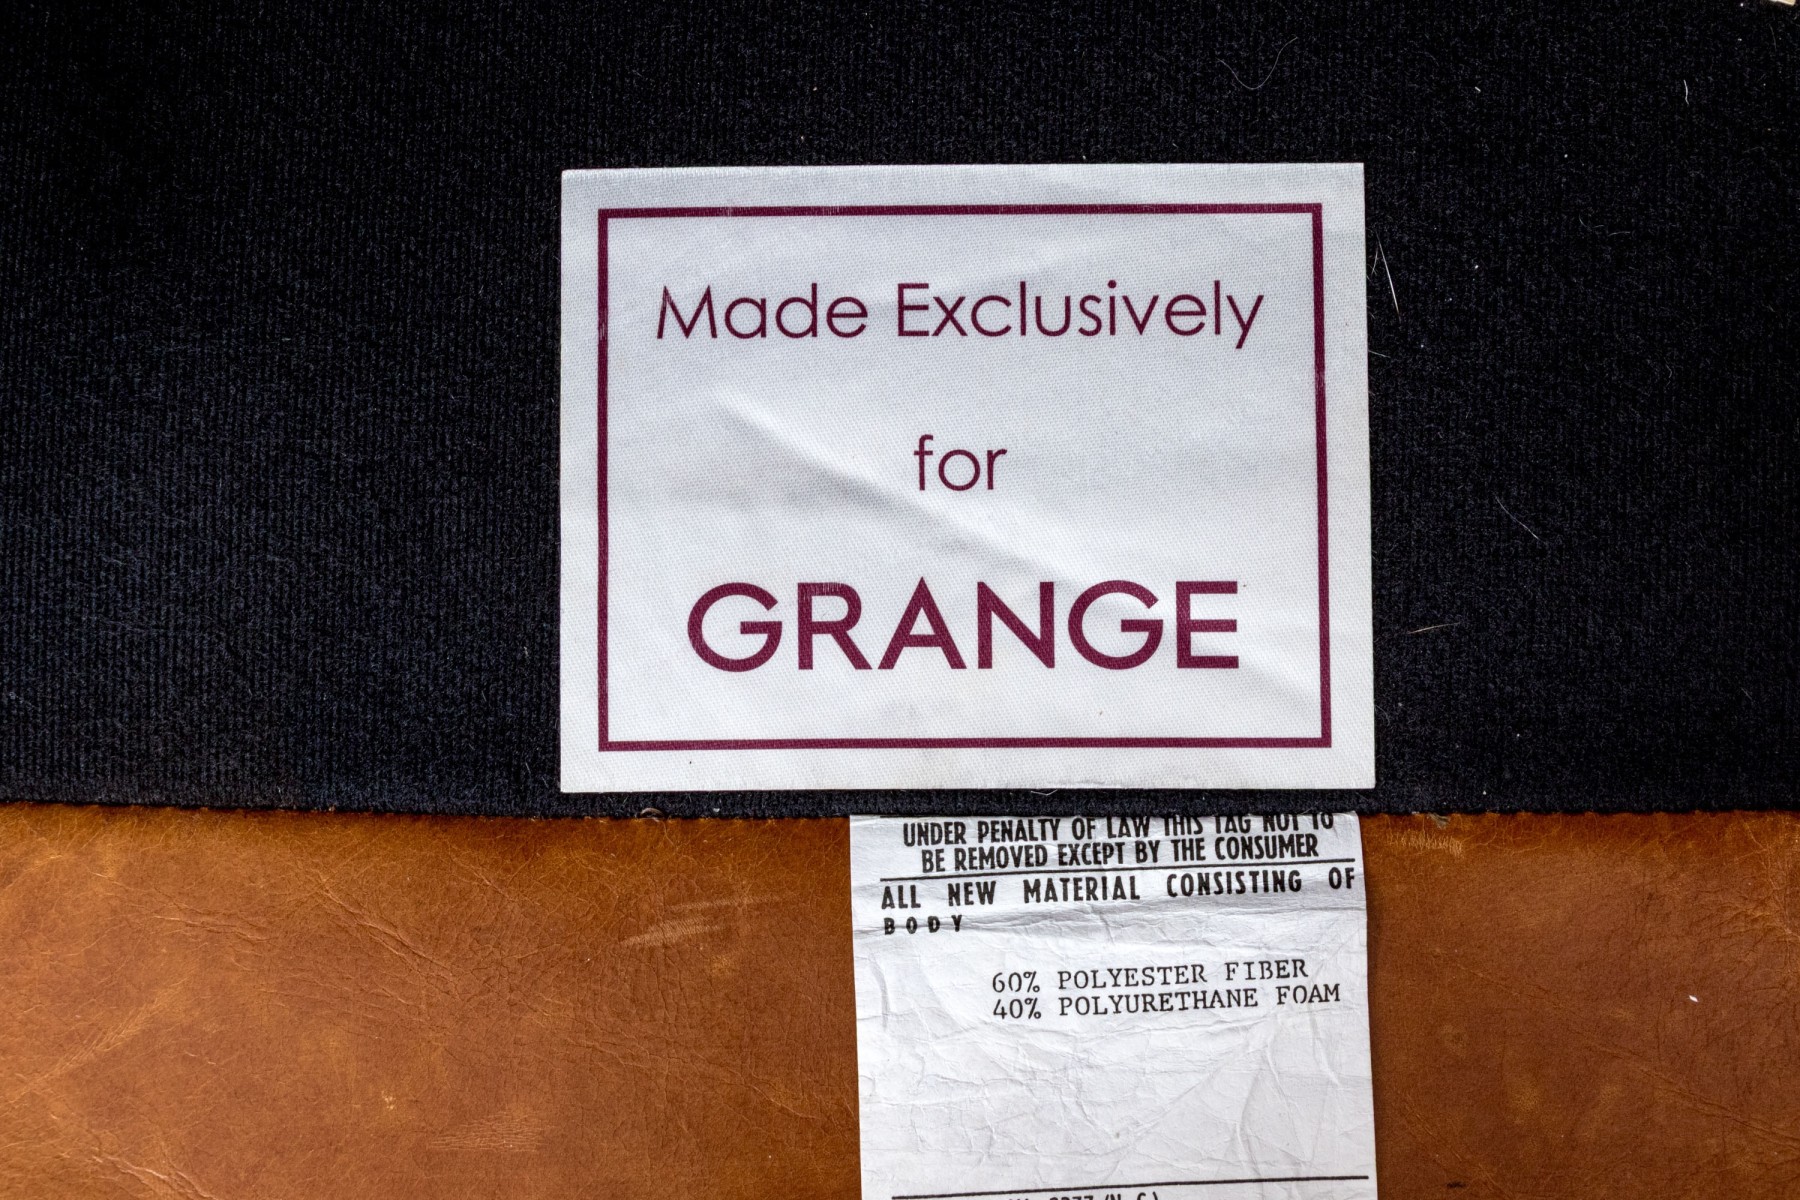 Made Exclusively
for
GRANGE
UNDER PENALTY OF LAW THIS TAG NOT TO
BE REMOVED EXCEPT BY THE CONSUMER
ALL NEW MATERIAL CONSISTING OF
BODY
60% POLYESTER FIBER
40% POLYURETHANE FOAM